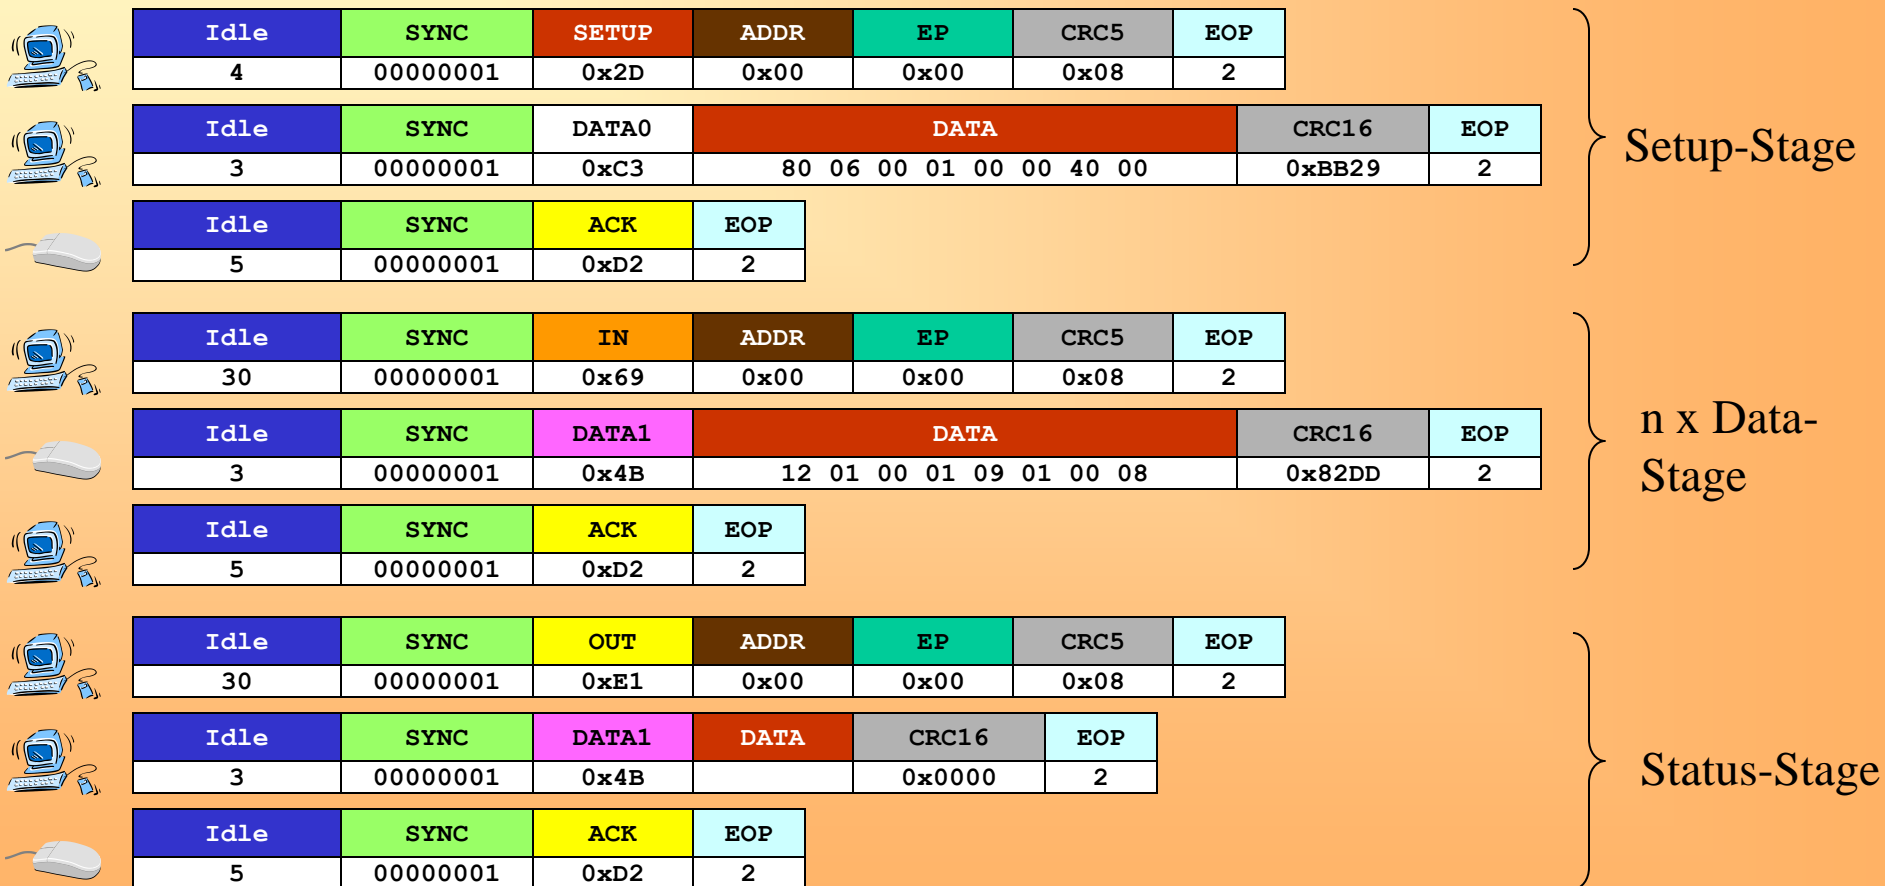 Idle SYNC SETUP ADDR EP CRC5 EOP
4 00000001 0x2D 0x00 0x00 0x08 2
Idle SYNC DATA0 DATA CRC16 EOP
3 00000001 0xC3 80 06 00 01 00 00 40 00 0xBB29 2
Setup-Stage
Idle SYNC ACK EOP
5 00000001 0xD2 2
Idle SYNC IN ADDR EP CRC5 EOP
30 00000001 0x69 0x00 0x00 0x08 2
Idle SYNC DATA1 DATA CRC16 EOP
3 00000001 0x4B 12 01 00 01 09 01 00 08 0x82DD 2
n x Data-
Stage
Idle SYNC ACK EOP
5 00000001 0xD2 2
Idle SYNC OUT ADDR EP CRC5 EOP
30 00000001 0xE1 0x00 0x00 0x08 2
Idle SYNC DATA1 DATA CRC16 EOP
3 00000001 0x4B 0x0000 2
Status-Stage
Idle SYNC ACK EOP
5 00000001 0xD2 2